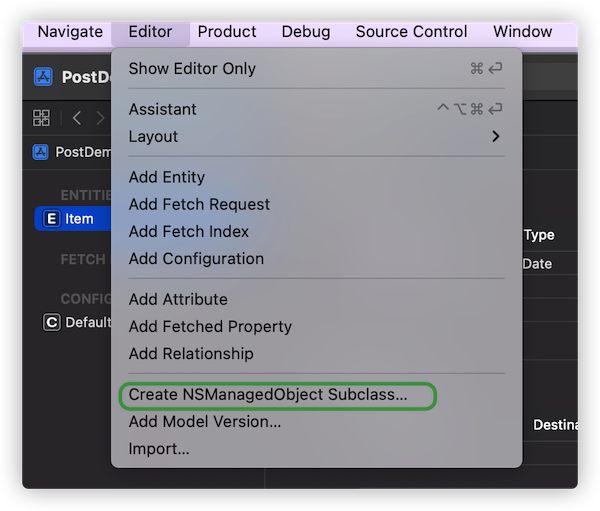 Navigate Editor Product Debug Source Control Window
PostDe
Show Editor Only ⌘↩
Assistant ^⌥⌘↩
Layout
PostDem
Add Entity
ENTITIE
Add Fetch Request
E Item
Add Fetch Index
Type
Add Configuration
FETCH
Date
Add Attribute
CONFIG
Add Fetched Property
C Default
Add Relationship
Create NSManagedObject Subclass...
Add Model Version...
Destina
Import...